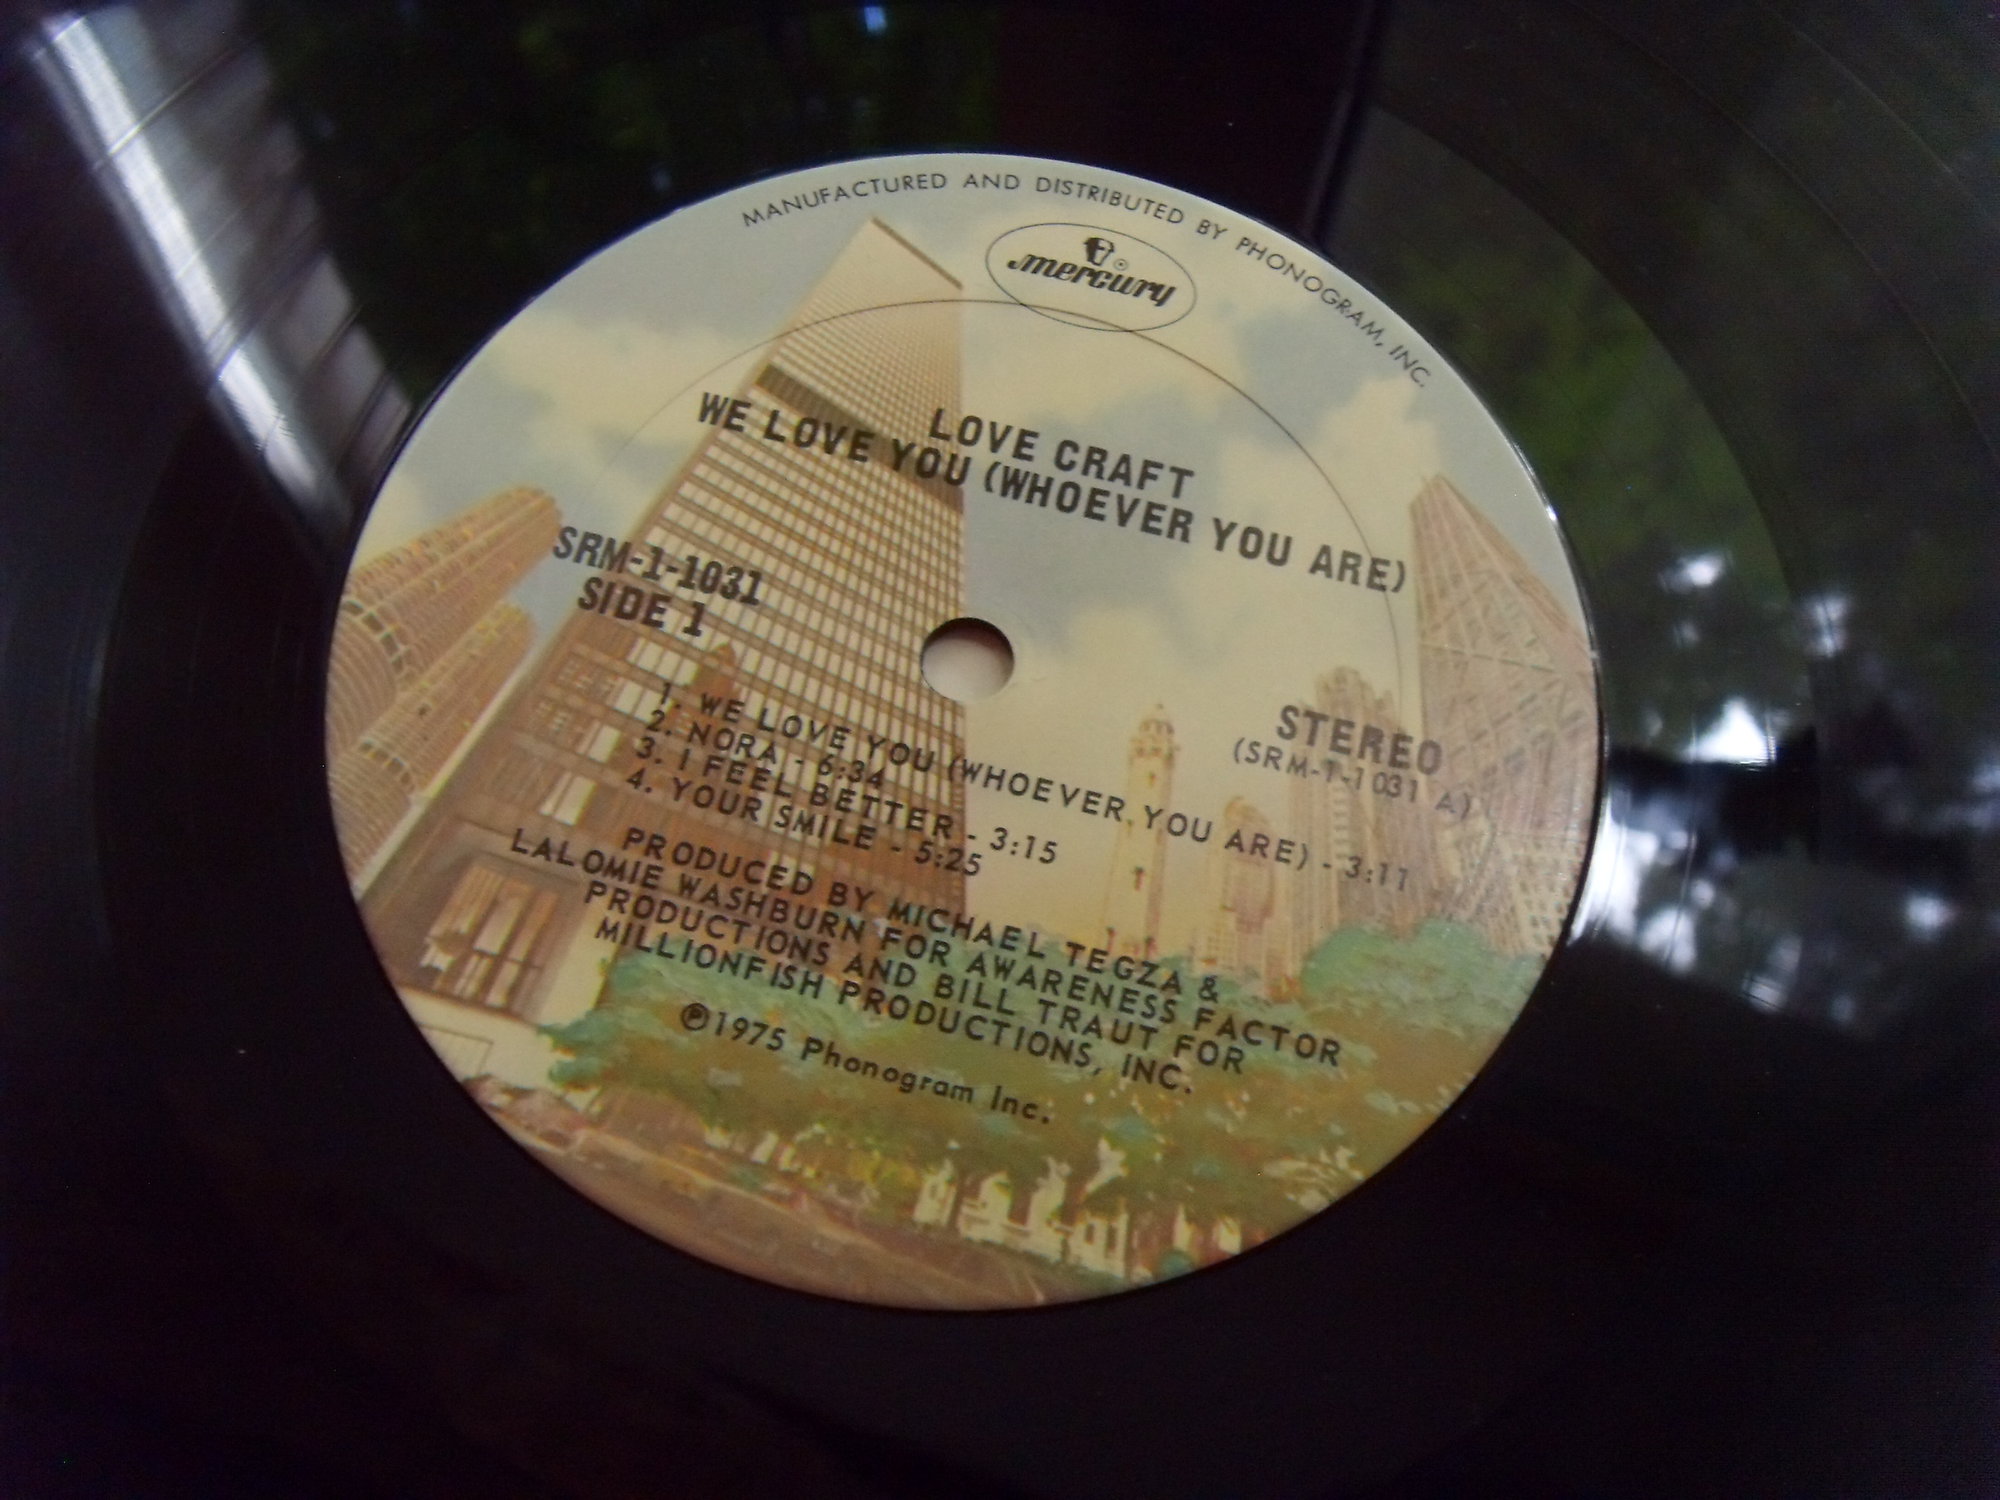 MANUFACTURED AND DISTRIBUTED BY PHONOGRAM, INC.
mercury ®
LOVE CRAFT
WE LOVE YOU (WHOEVER YOU ARE)
SRM-1-1031
SIDE 1
STEREO
(SRM-1-1031 A)
1. WE LOVE YOU (WHOEVER YOU ARE) - 3:11
2. NORA - 6:34
3. I FEEL BETTER - 3:15
4. YOUR SMILE - 5:25
PRODUCED BY MICHAEL TEGZA &
LALOMIE WASHBURN FOR AWARENESS FACTOR
PRODUCTIONS AND BILL TRAUT FOR
MILLIONFISH PRODUCTIONS, INC.
℗1975 Phonogram Inc.